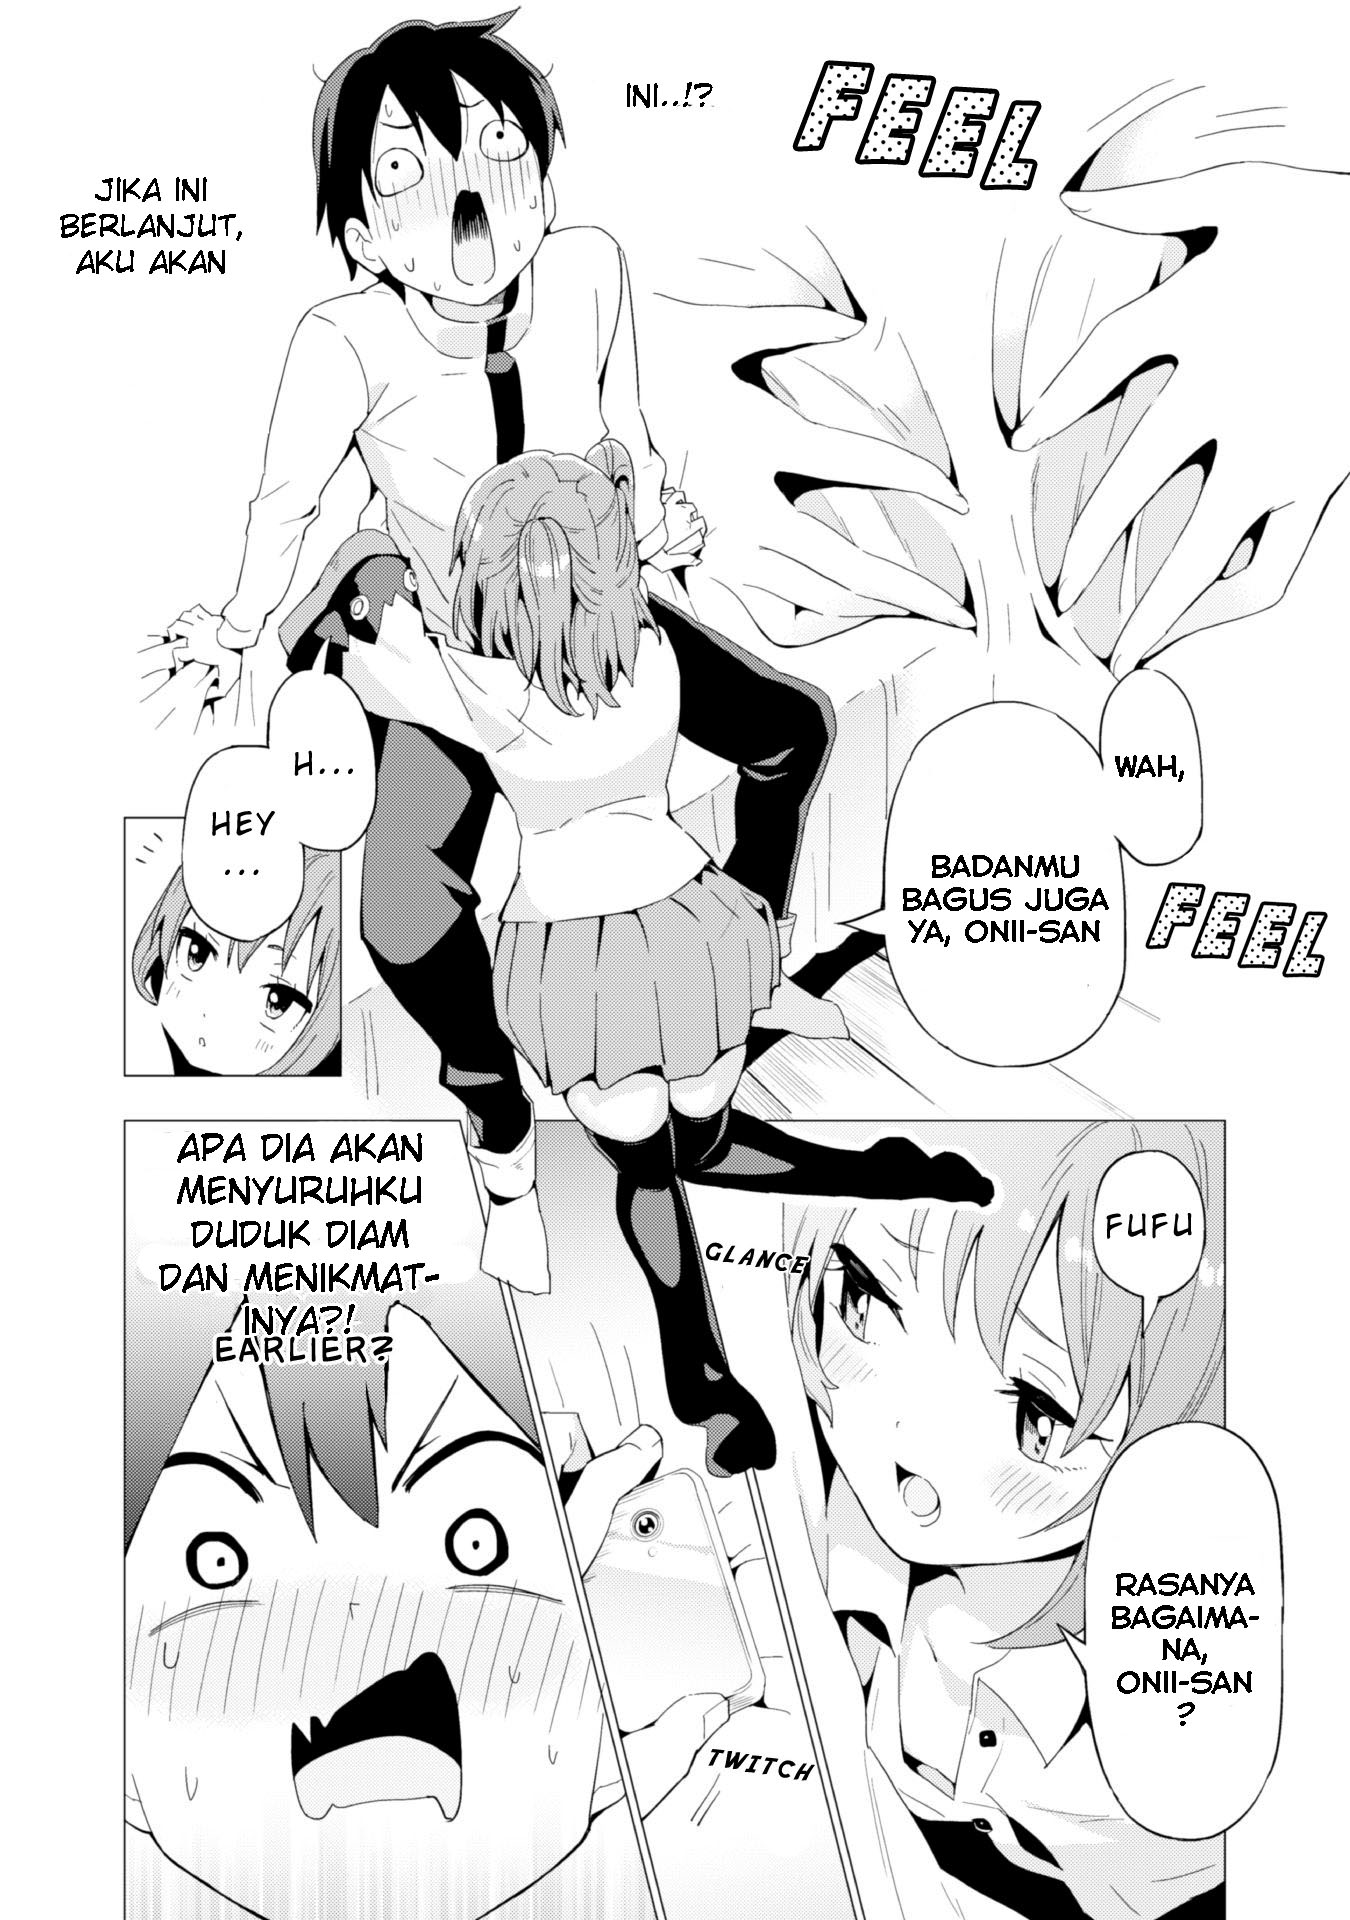 INI..!?
FEEL
JIKA INI
BERLANJUT,
AKU AKAN
WAH,
BADANMU
BAGUS JUGA
YA, ONII-SAN
FEEL
H...
HEY
...
FUFU
GLANCE
RASANYA
BAGAIMA-
NA,
ONII-SAN
?
TWITCH
APA DIA AKAN
MENYURUHKU
DUDUK DIAM
DAN MENIKMAT-
INYA?!
EARLIER?